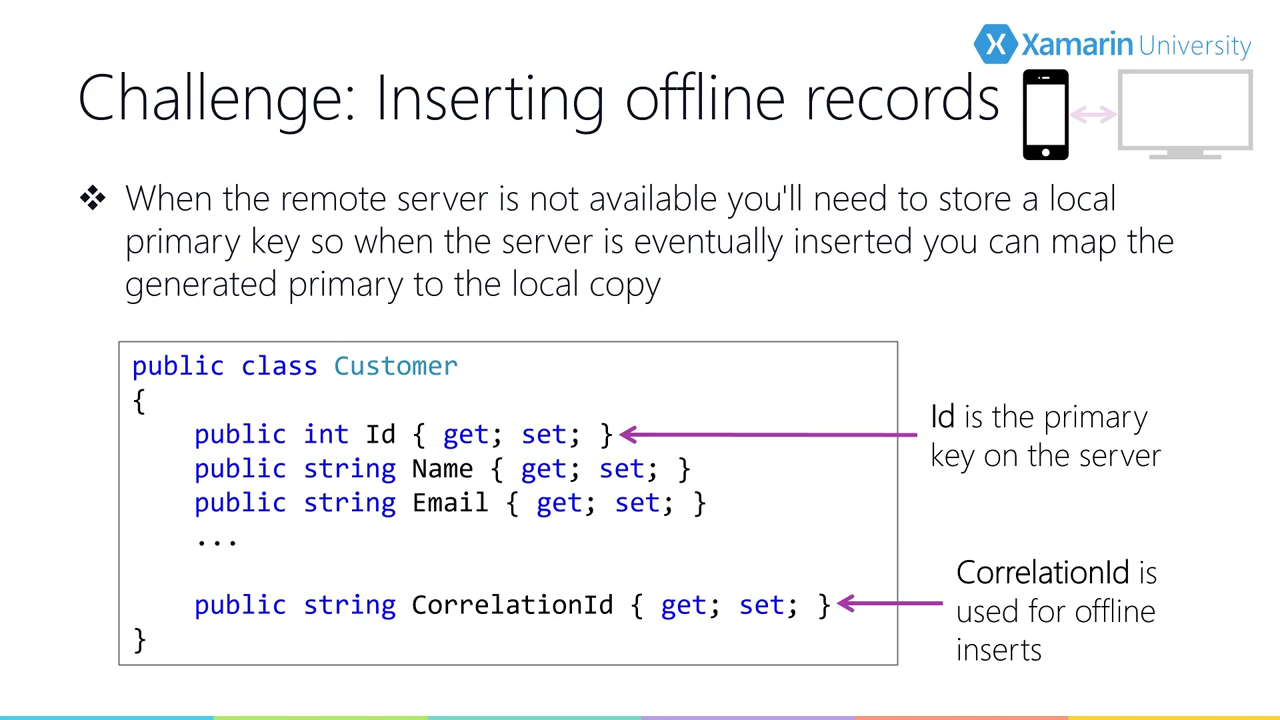 Xamarin University
Challenge: Inserting offline records
❖ When the remote server is not available you'll need to store a local
primary key so when the server is eventually inserted you can map the
generated primary to the local copy
public class Customer
{
    public int Id { get; set; }
    public string Name { get; set; }
    public string Email { get; set; }
    ...
    public string CorrelationId { get; set; }
}
Id is the primary
key on the server
CorrelationId is
used for offline
inserts